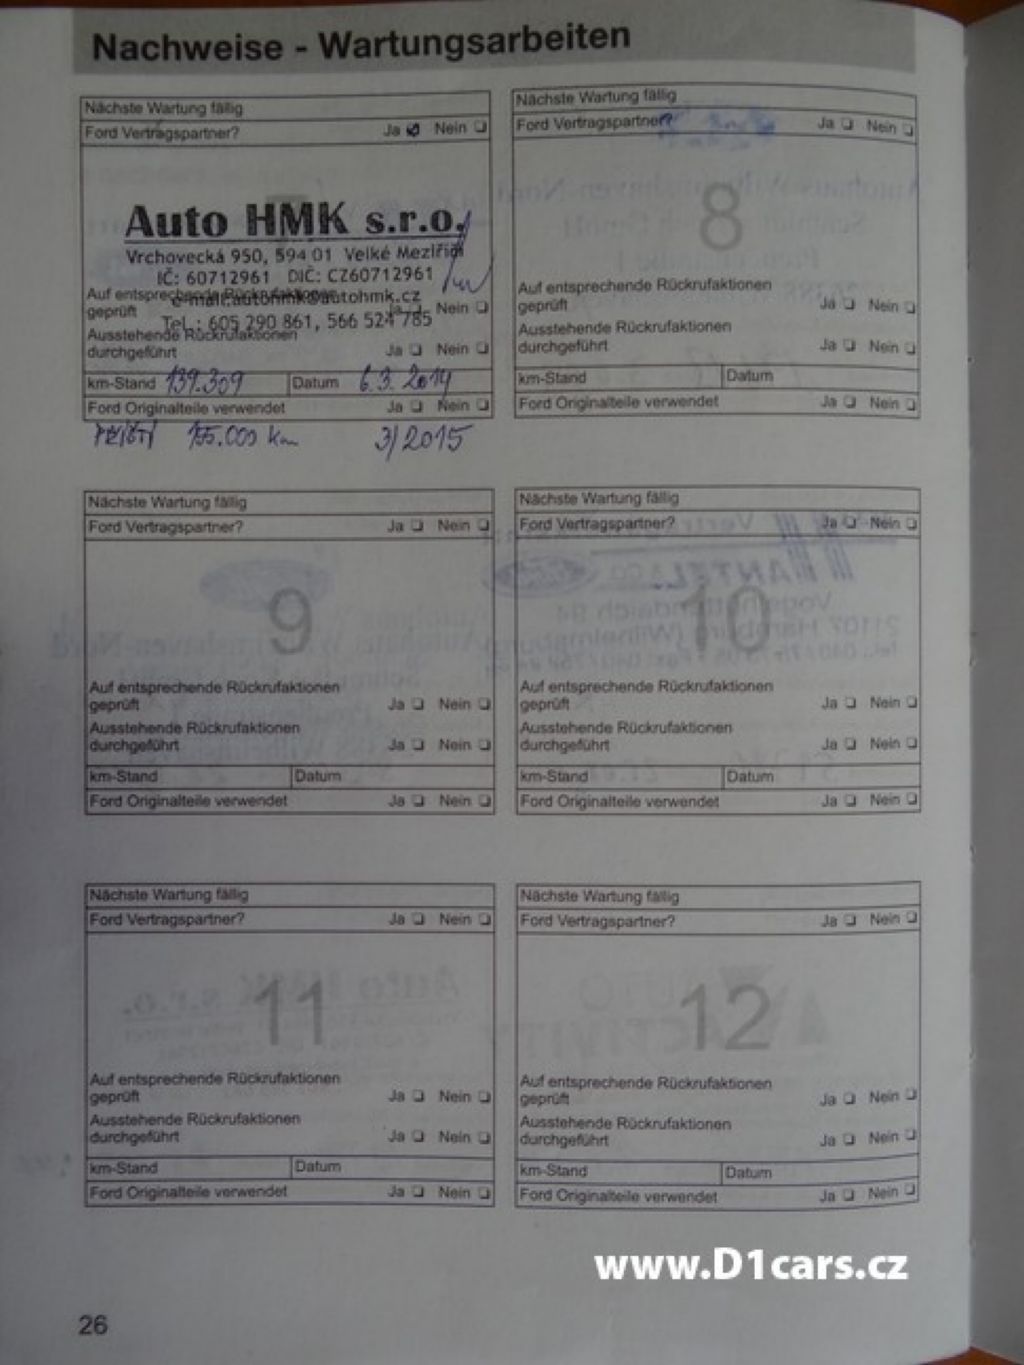 Nachweise - Wartungsarbeiten
Nächste Wartung fällig
Ford Vertragspartner? Ja Nein
7
Auto HMK s.r.o.
Vrchovecká 950, 594 01 Velké Meziříčí
IČ: 60712961 DIČ: CZ60712961
e-mail:autohmk@autohmk.cz
Tel.: 605 290 861, 566 524 785
Auf entsprechende Rückrufaktionen
geprüft Ja Nein
Ausstehende Rückrufaktionen
durchgeführt Ja Nein
km-Stand 139.309 Datum 6.3.2014
Ford Originalteile verwendet Ja Nein
PŘÍŠTÍ 155.000 km 3/2015
Nächste Wartung fällig
Ford Vertragspartner? Ja Nein
8
Auf entsprechende Rückrufaktionen
geprüft Ja Nein
Ausstehende Rückrufaktionen
durchgeführt Ja Nein
km-Stand Datum
Ford Originalteile verwendet Ja Nein
Nächste Wartung fällig
Ford Vertragspartner? Ja Nein
9
Auf entsprechende Rückrufaktionen
geprüft Ja Nein
Ausstehende Rückrufaktionen
durchgeführt Ja Nein
km-Stand Datum
Ford Originalteile verwendet Ja Nein
Nächste Wartung fällig
Ford Vertragspartner? Ja Nein
10
Auf entsprechende Rückrufaktionen
geprüft Ja Nein
Ausstehende Rückrufaktionen
durchgeführt Ja Nein
km-Stand Datum
Ford Originalteile verwendet Ja Nein
Nächste Wartung fällig
Ford Vertragspartner? Ja Nein
11
Auf entsprechende Rückrufaktionen
geprüft Ja Nein
Ausstehende Rückrufaktionen
durchgeführt Ja Nein
km-Stand Datum
Ford Originalteile verwendet Ja Nein
Nächste Wartung fällig
Ford Vertragspartner? Ja Nein
12
Auf entsprechende Rückrufaktionen
geprüft Ja Nein
Ausstehende Rückrufaktionen
durchgeführt Ja Nein
km-Stand Datum
Ford Originalteile verwendet Ja Nein
www.D1cars.cz
26